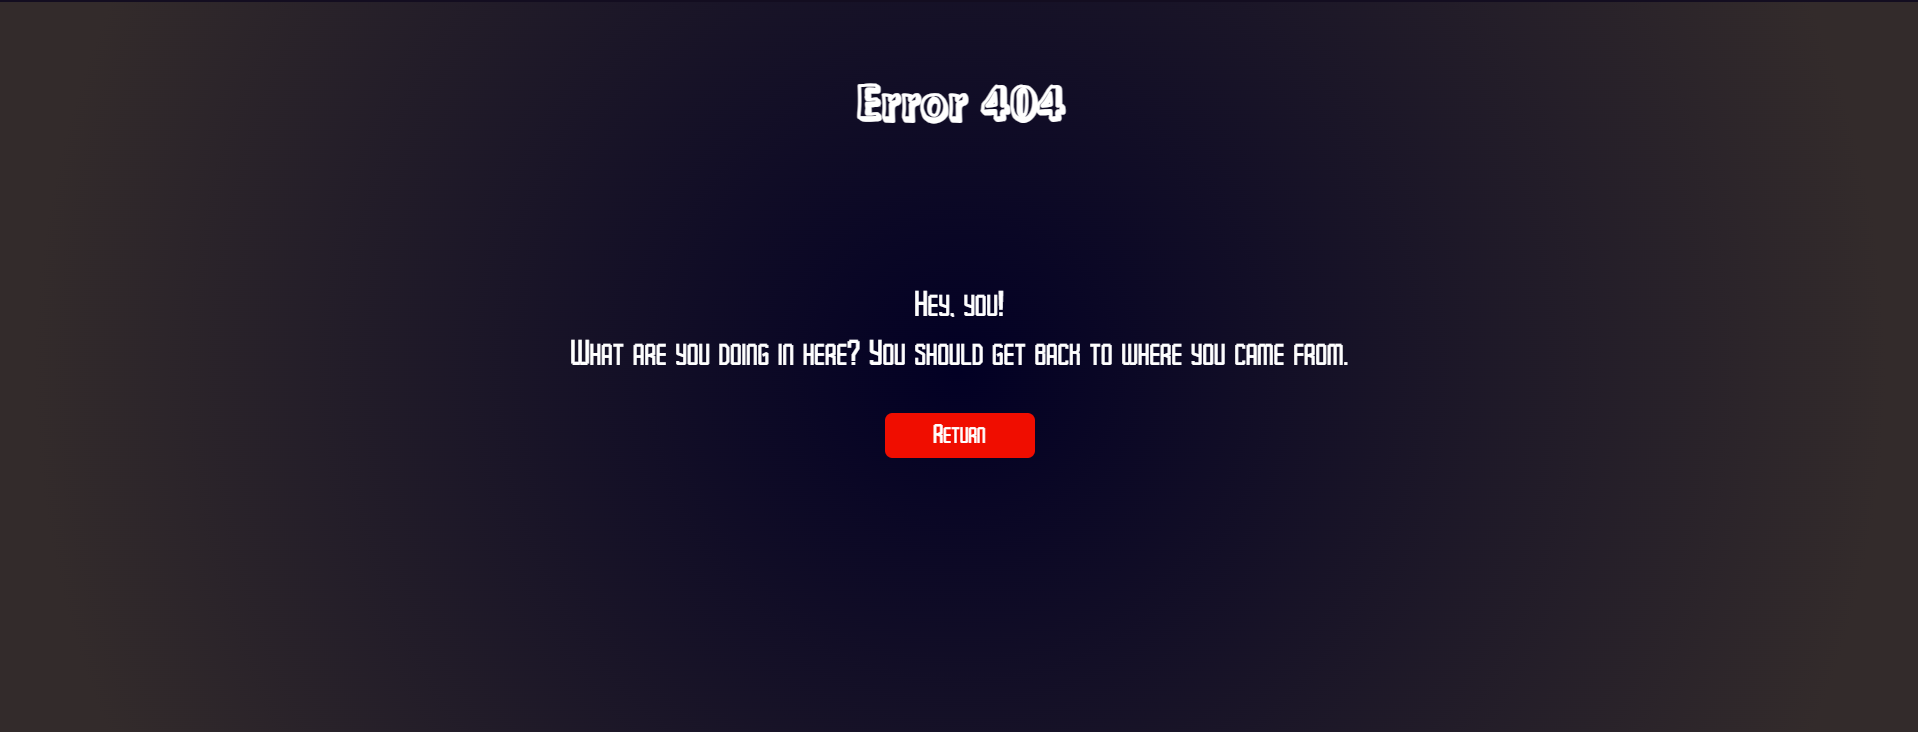 Error 404
Hey, you!
What are you doing in here? You should get back to where you came from.
Return